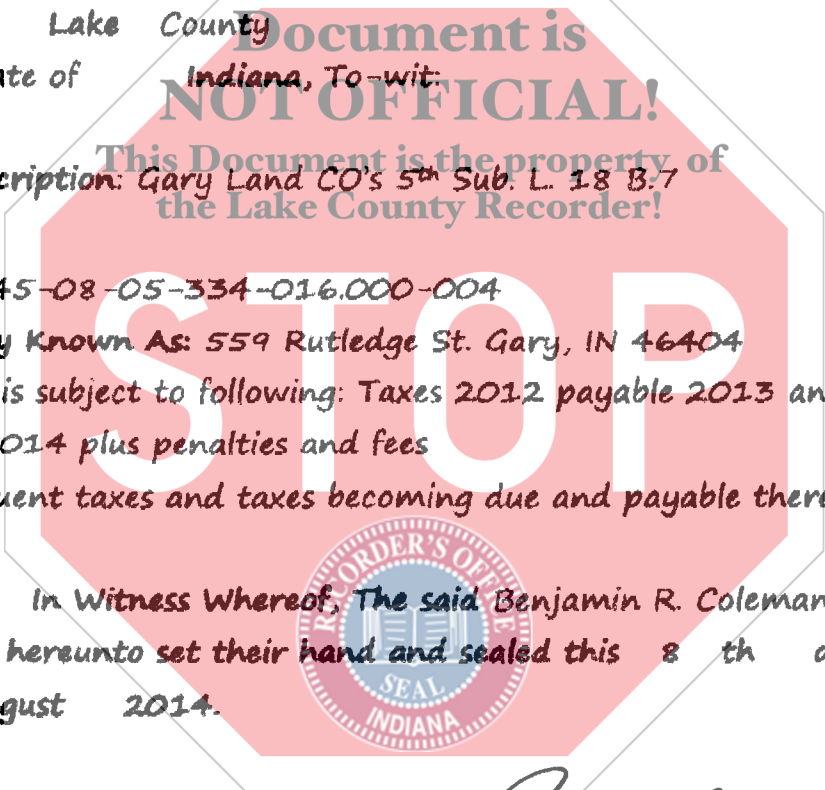 Lake County
Document is
ate of Indiana, To-wit:
NOT OFFICIAL!
This Document is the property of
cription: Gary Land CO's 5th Sub. L. 18 B.7
the Lake County Recorder!
45-08-05-334-016.000-004
y Known As: 559 Rutledge St. Gary, IN 46404
is subject to following: Taxes 2012 payable 2013 an
014 plus penalties and fees
uent taxes and taxes becoming due and payable there
STOP
In Witness Whereof, The said Benjamin R. Coleman
hereunto set their hand and sealed this 8 th
gust 2014.
RECORDER'S OFFICE
SEAL
INDIANA